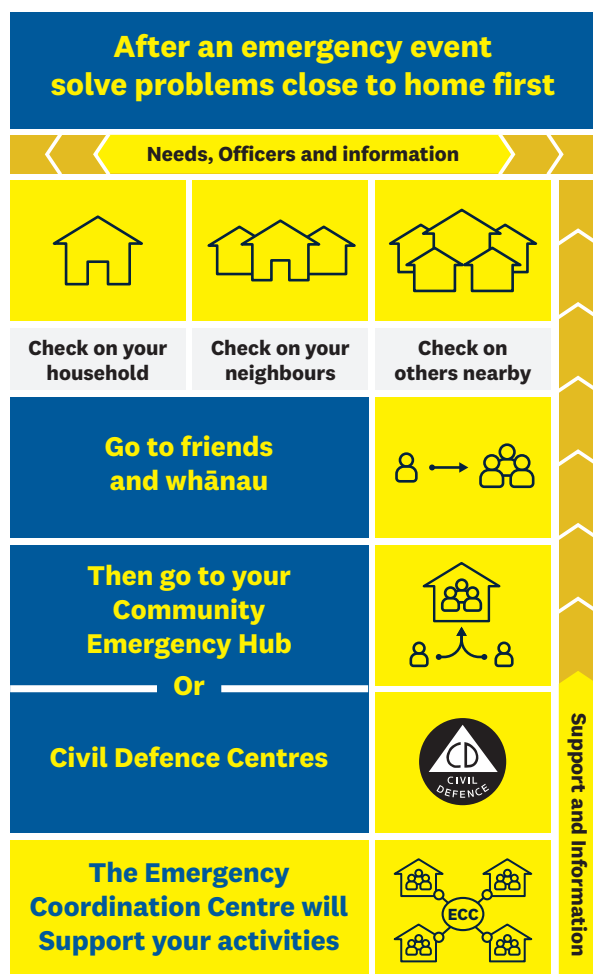 After an emergency event
solve problems close to home first
Needs, Officers and information
Check on your
household
Check on your
neighbours
Check on
others nearby
Go to friends
and whānau
Then go to your
Community
Emergency Hub
Or
Civil Defence Centres
CD
CIVIL
DEFENCE
The Emergency
Coordination Centre will
Support your activities
ECC
Support and Information